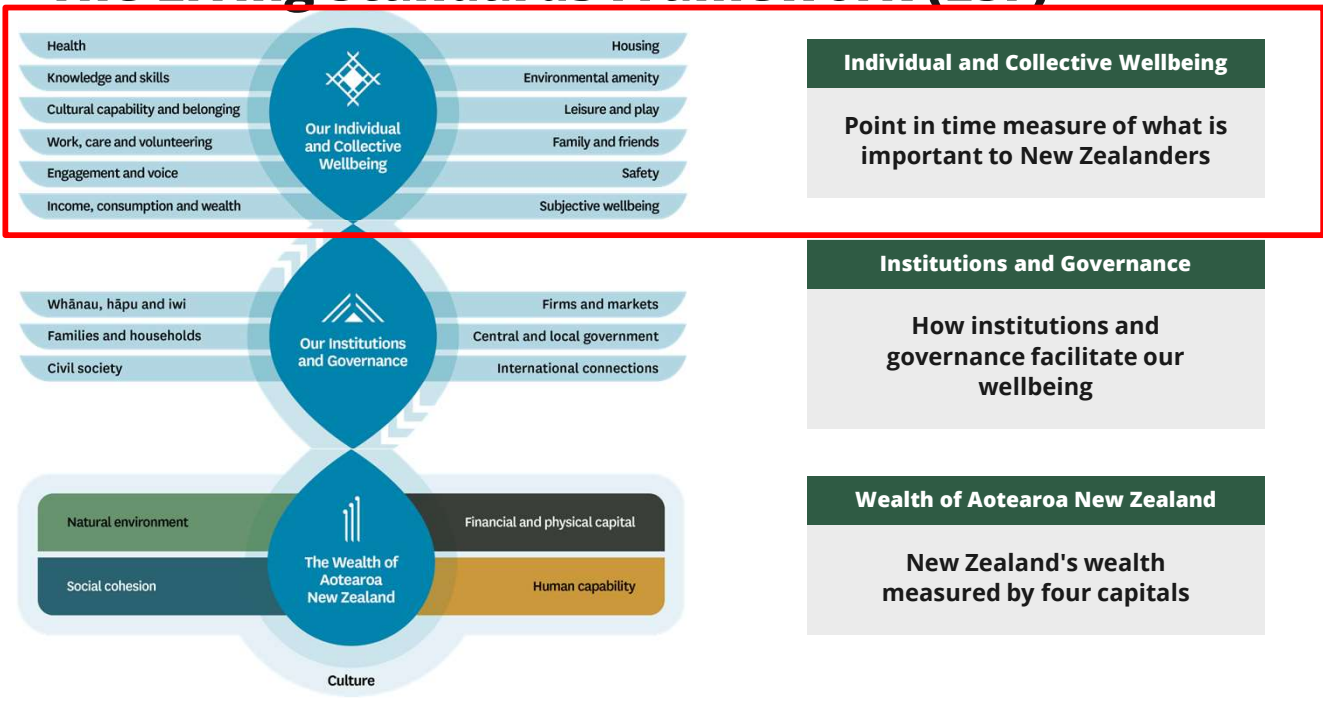 The Living Standards Framework (LSF)
Health
Knowledge and skills
Cultural capability and belonging
Work, care and volunteering
Engagement and voice
Income, consumption and wealth
Our Individual
and Collective
Wellbeing
Housing
Environmental amenity
Leisure and play
Family and friends
Safety
Subjective wellbeing
Individual and Collective Wellbeing
Point in time measure of what is
important to New Zealanders
Whānau, hāpu and iwi
Families and households
Civil society
Our Institutions
and Governance
Firms and markets
Central and local government
International connections
Institutions and Governance
How institutions and
governance facilitate our
wellbeing
Natural environment
Social cohesion
The Wealth of
Aotearoa
New Zealand
Financial and physical capital
Human capability
Culture
Wealth of Aotearoa New Zealand
New Zealand's wealth
measured by four capitals